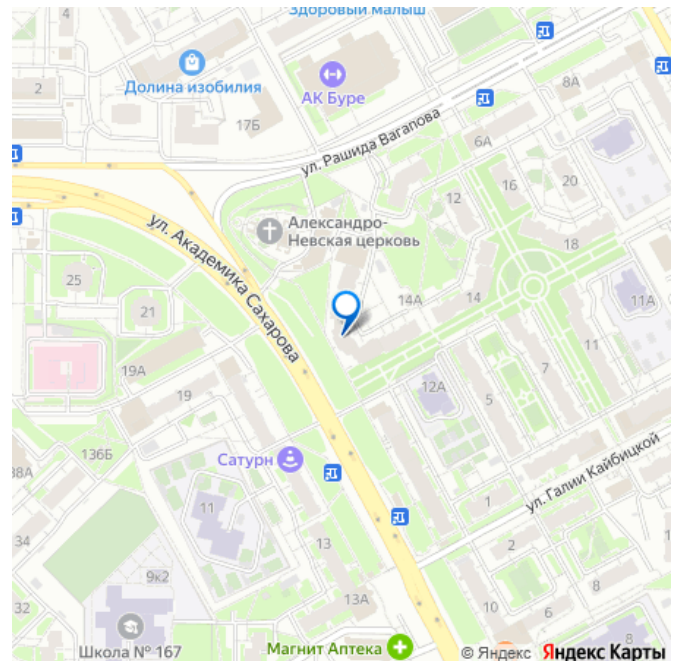 4
Здоровый малыш
2
Долина изобилия
17Б
АК Буре
8А
ул. Рашида Вагапова
6А
12
16
20
Александро-
Невская церковь
18
ул. Академика Сахарова
25
21
14А
14
11А
19А
19
12А
5
7
11
136Б
Сатурн
38А
11
ул. Галии Кайбицкой
1
34
13
2
9к2
32
13А
10
6
8
8
Школа № 167
Магнит Аптека
© Яндекс Яндекс Карты